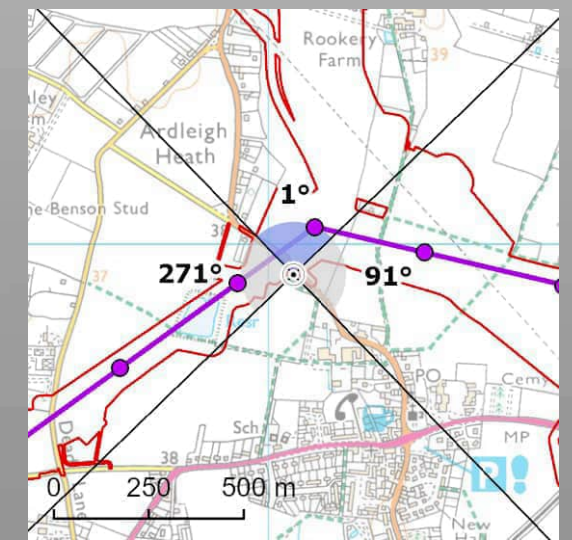 Rookery
Farm
39
Ardleigh
Heath
1°
he Benson Stud
38
37
271°
91°
PO
Cemy
Sch
MP
38
0 250 500 m
P
New